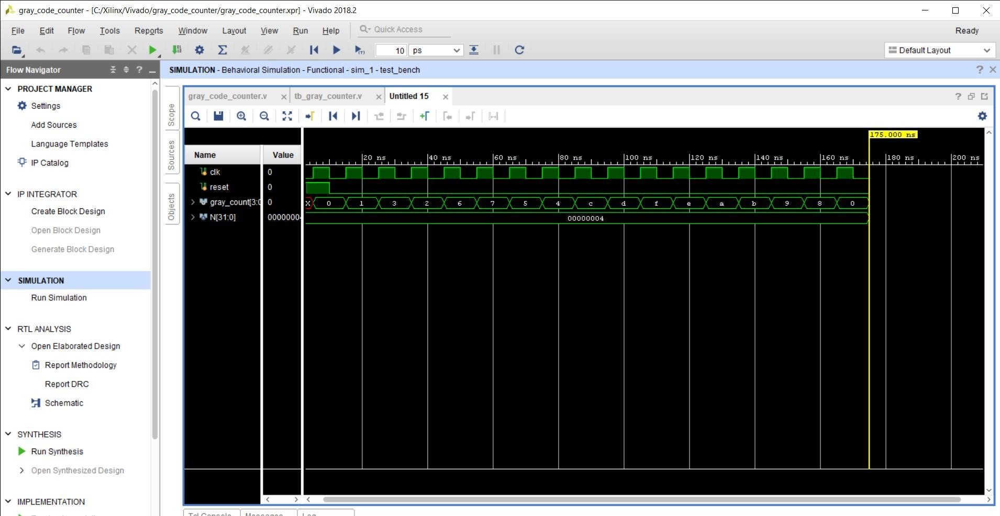 gray_code_counter - [C:/Xilinx/Vivado/gray_code_counter/gray_code_counter.xpr] - Vivado 2018.2
File Edit Flow Tools Reports Window Layout View Run Help Quick Access Ready
10 ps Default Layout
Flow Navigator
SIMULATION - Behavioral Simulation - Functional - sim_1 - test_bench
PROJECT MANAGER
Settings
Add Sources
Language Templates
IP Catalog
IP INTEGRATOR
Create Block Design
Open Block Design
Generate Block Design
SIMULATION
Run Simulation
RTL ANALYSIS
Open Elaborated Design
Report Methodology
Report DRC
Schematic
SYNTHESIS
Run Synthesis
Open Synthesized Design
IMPLEMENTATION
Scope
Sources
Objects
gray_code_counter.v tb_gray_counter.v Untitled 15
175.000 ns
Name Value
20 ns 40 ns 60 ns 80 ns 100 ns 120 ns 140 ns 160 ns 180 ns 200 ns
clk 0
reset 0
gray_count[3:0 0 X 0 1 3 2 6 7 5 4 c d f e a b 9 8 0
N[31:0] 00000004 00000004
Tcl Console Messages Log